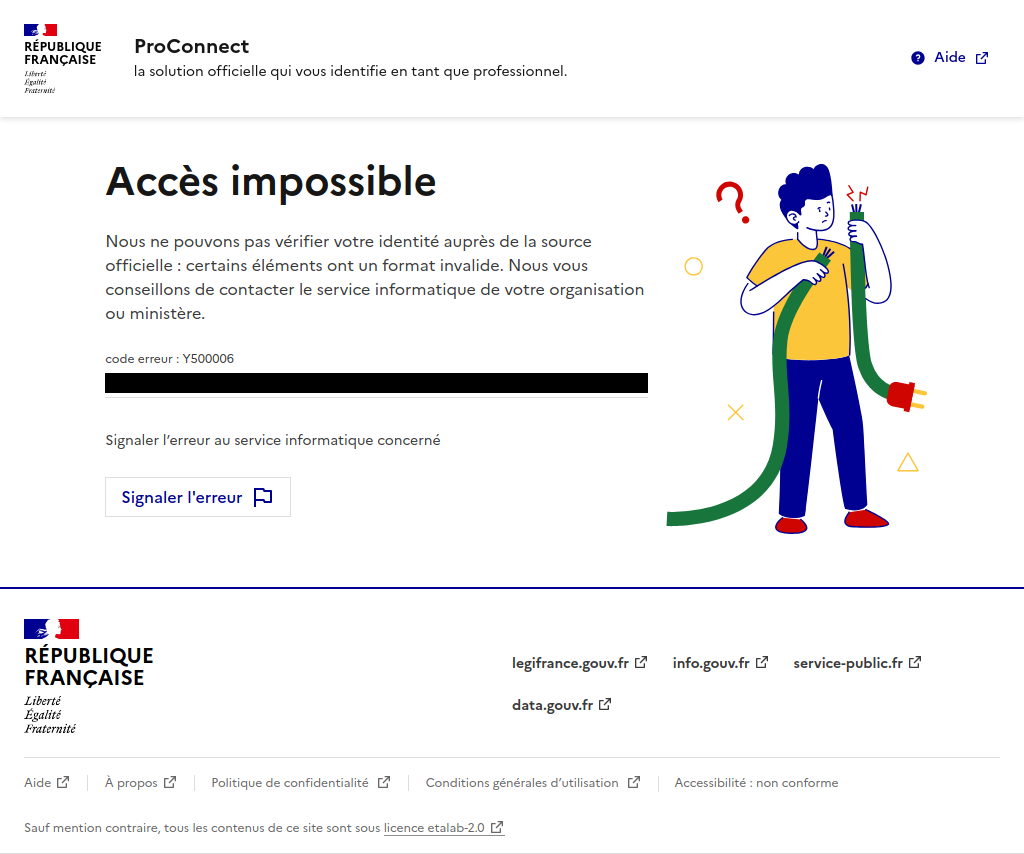 RÉPUBLIQUE
FRANÇAISE
Liberté
Égalité
Fraternité
ProConnect
la solution officielle qui vous identifie en tant que professionnel.
Aide
Accès impossible
Nous ne pouvons pas vérifier votre identité auprès de la source
officielle : certains éléments ont un format invalide. Nous vous
conseillons de contacter le service informatique de votre organisation
ou ministère.
code erreur : Y500006
Signaler l’erreur au service informatique concerné
Signaler l'erreur
RÉPUBLIQUE
FRANÇAISE
Liberté
Égalité
Fraternité
legifrance.gouv.fr info.gouv.fr service-public.fr
data.gouv.fr
Aide À propos Politique de confidentialité Conditions générales d’utilisation Accessibilité : non conforme
Sauf mention contraire, tous les contenus de ce site sont sous licence etalab-2.0